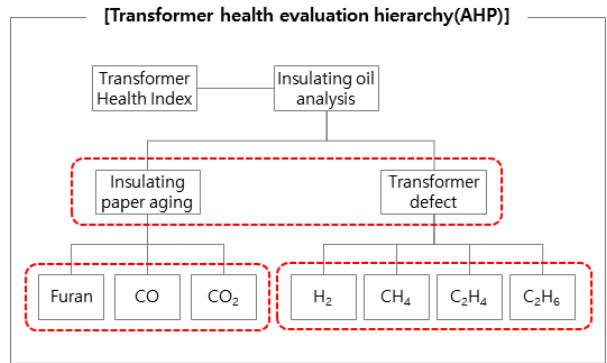 [Transformer health evaluation hierarchy(AHP)]
Transformer
Health Index
Insulating oil
analysis
Insulating
paper aging
Transformer
defect
Furan
CO
CO₂
H₂
CH₄
C₂H₄
C₂H₆